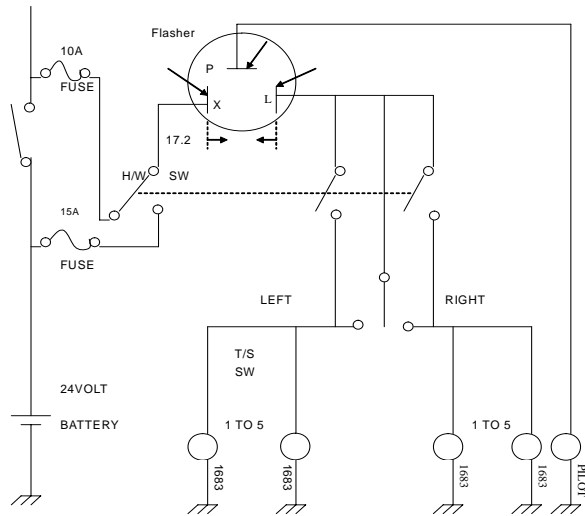 Flasher
10A
FUSE
P
L
X
17.2
H/W SW
15A
FUSE
LEFT
RIGHT
T/S
SW
24VOLT
BATTERY
1 TO 5
1 TO 5
1683
1683
1683
1683
PILOT